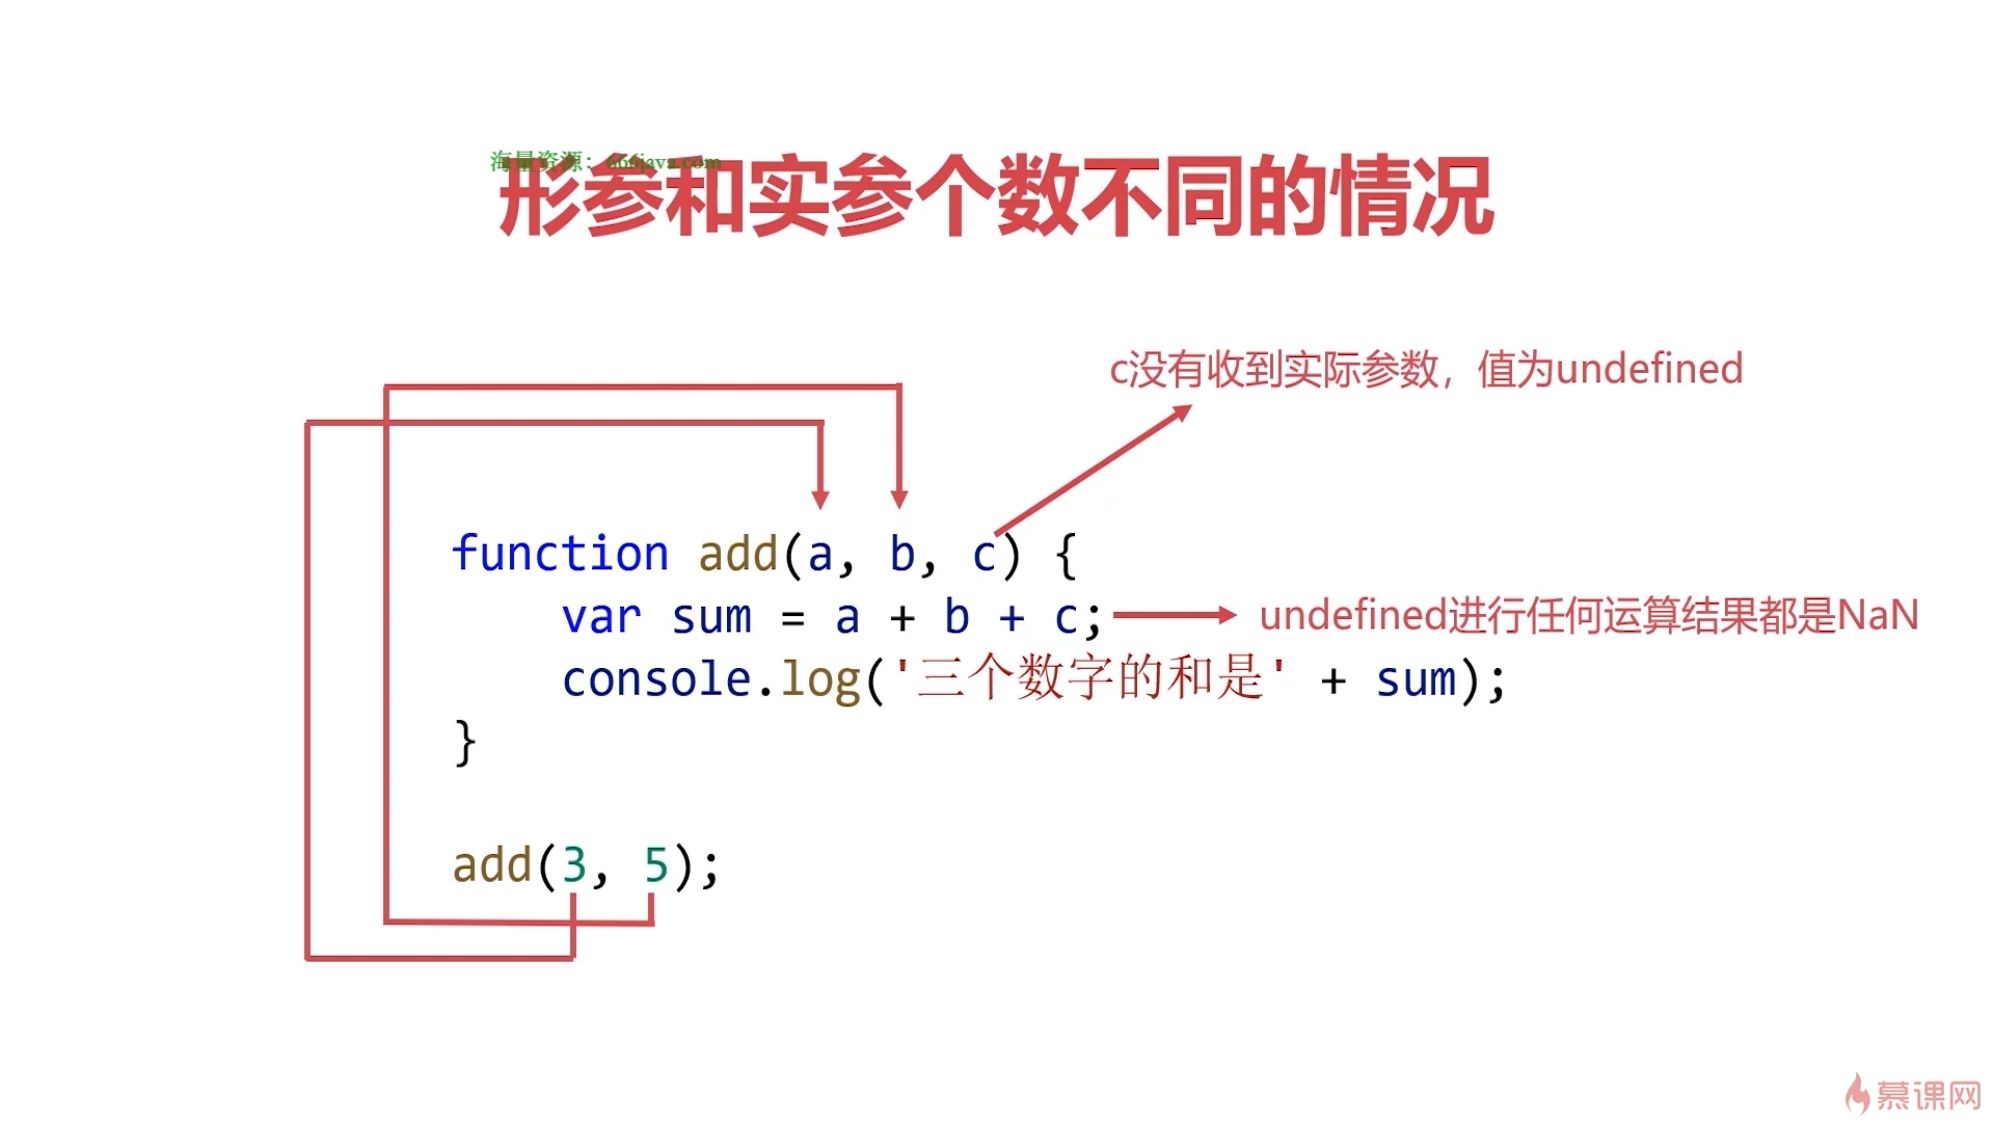 海量资源：666java.com
形参和实参个数不同的情况
c没有收到实际参数，值为undefined
function add(a, b, c) {
    var sum = a + b + c;
undefined进行任何运算结果都是NaN
    console.log('三个数字的和是' + sum);
}
add(3, 5);
慕课网